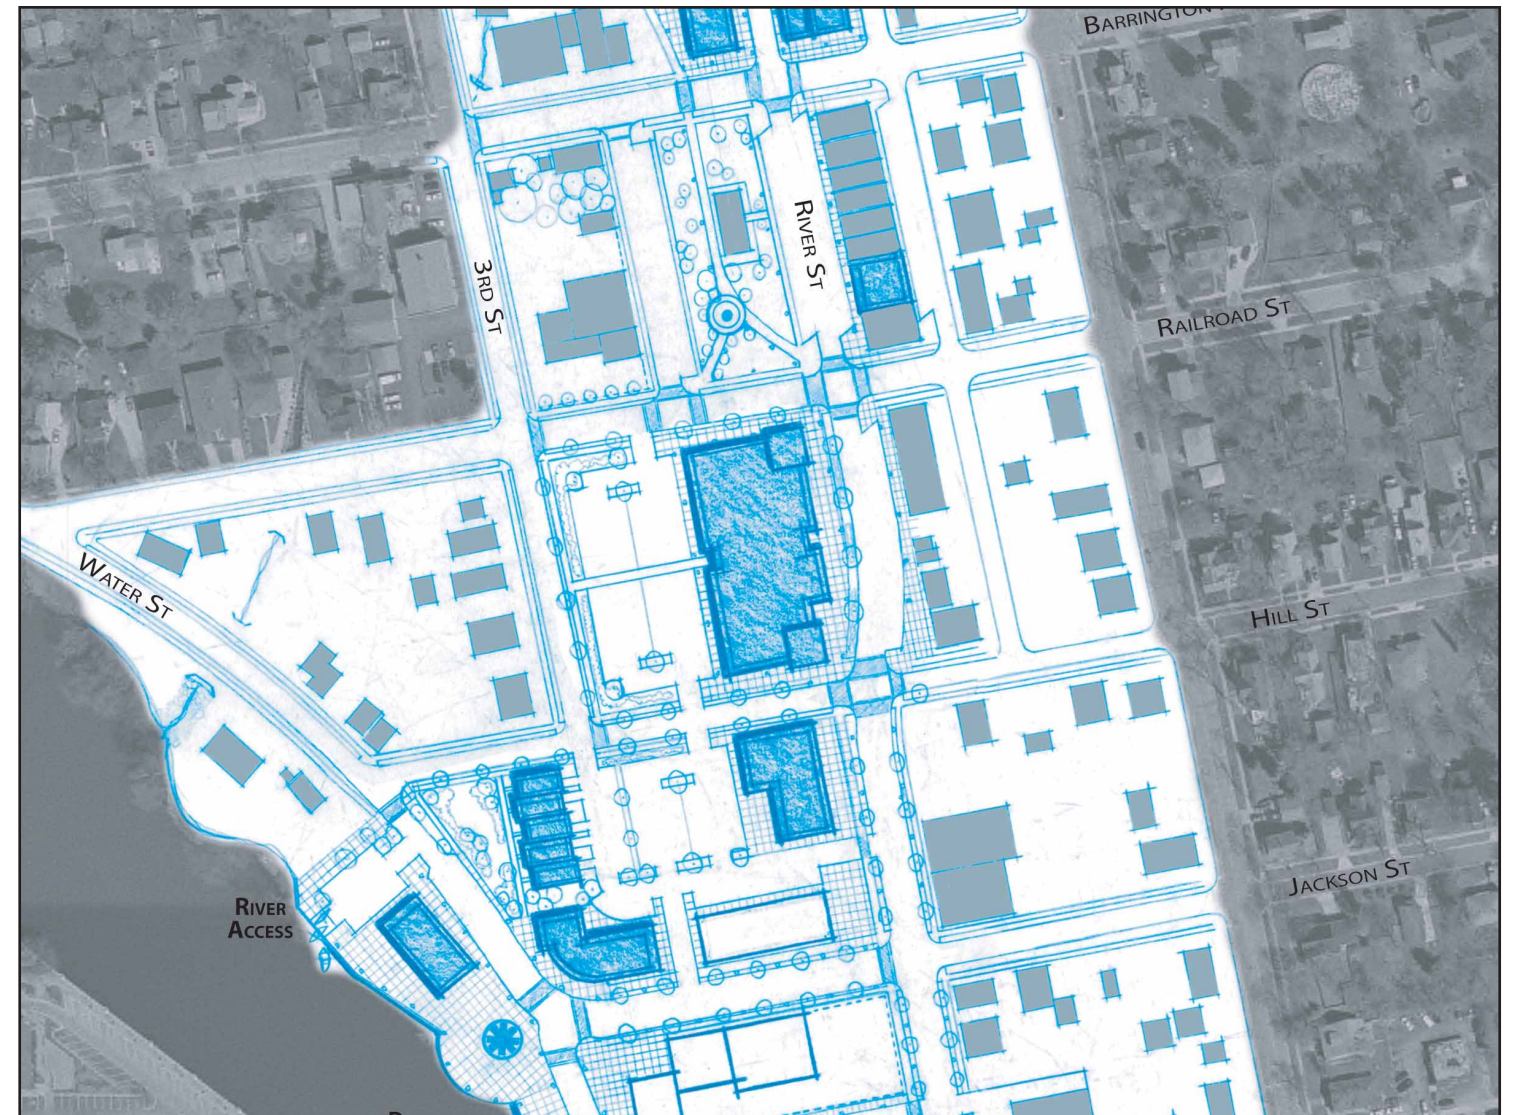 BARRINGTON
RIVER ST
3RD ST
RAILROAD ST
WATER ST
HILL ST
JACKSON ST
RIVER
ACCESS